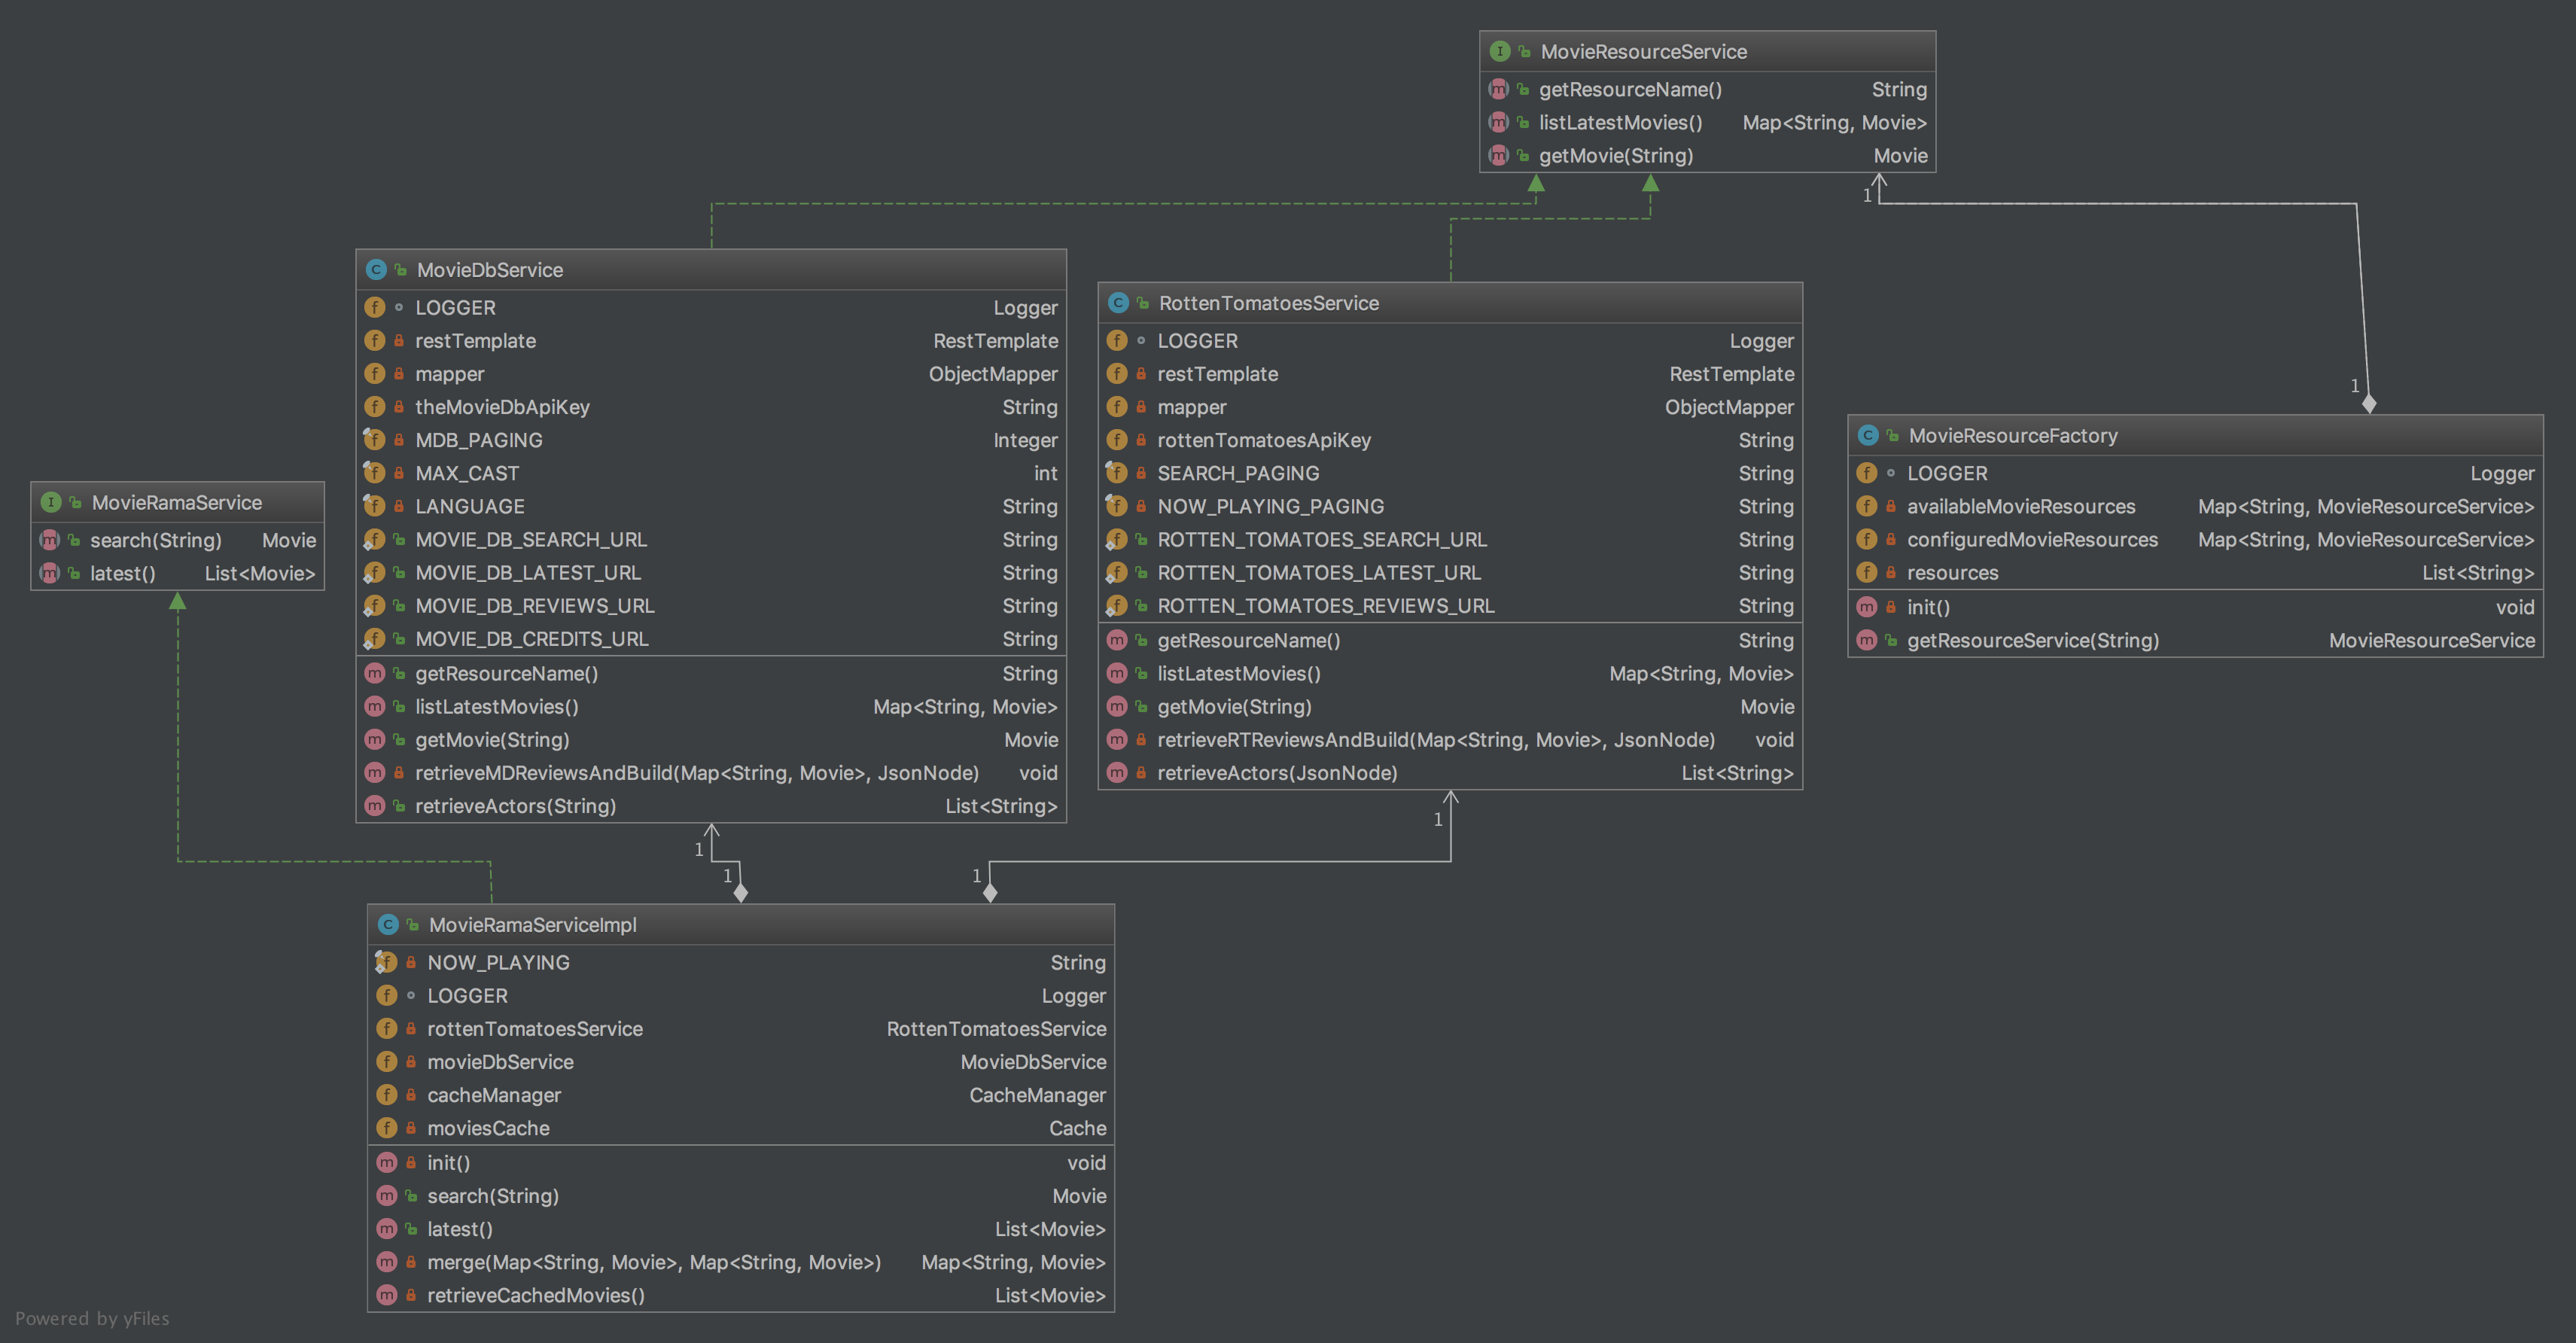 MovieResourceService
getResourceName() String
listLatestMovies() Map<String, Movie>
getMovie(String) Movie
1
1
MovieDbService
LOGGER Logger
restTemplate RestTemplate
mapper ObjectMapper
theMovieDbApiKey String
MDB_PAGING Integer
MAX_CAST int
LANGUAGE String
MOVIE_DB_SEARCH_URL String
MOVIE_DB_LATEST_URL String
MOVIE_DB_REVIEWS_URL String
MOVIE_DB_CREDITS_URL String
getResourceName() String
listLatestMovies() Map<String, Movie>
getMovie(String) Movie
retrieveMDReviewsAndBuild(Map<String, Movie>, JsonNode) void
retrieveActors(String) List<String>
RottenTomatoesService
LOGGER Logger
restTemplate RestTemplate
mapper ObjectMapper
rottenTomatoesApiKey String
SEARCH_PAGING String
NOW_PLAYING_PAGING String
ROTTEN_TOMATOES_SEARCH_URL String
ROTTEN_TOMATOES_LATEST_URL String
ROTTEN_TOMATOES_REVIEWS_URL String
getResourceName() String
listLatestMovies() Map<String, Movie>
getMovie(String) Movie
retrieveRTReviewsAndBuild(Map<String, Movie>, JsonNode) void
retrieveActors(JsonNode) List<String>
MovieResourceFactory
LOGGER Logger
availableMovieResources Map<String, MovieResourceService>
configuredMovieResources Map<String, MovieResourceService>
resources List<String>
init() void
getResourceService(String) MovieResourceService
MovieRamaService
search(String) Movie
latest() List<Movie>
1
1
1
1
MovieRamaServiceImpl
NOW_PLAYING String
LOGGER Logger
rottenTomatoesService RottenTomatoesService
movieDbService MovieDbService
cacheManager CacheManager
moviesCache Cache
init() void
search(String) Movie
latest() List<Movie>
merge(Map<String, Movie>, Map<String, Movie>) Map<String, Movie>
retrieveCachedMovies() List<Movie>
Powered by yFiles